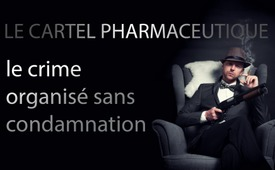 LE CARTEL PHARMACEUTIQUE
le crime
organisé sans
condamnation